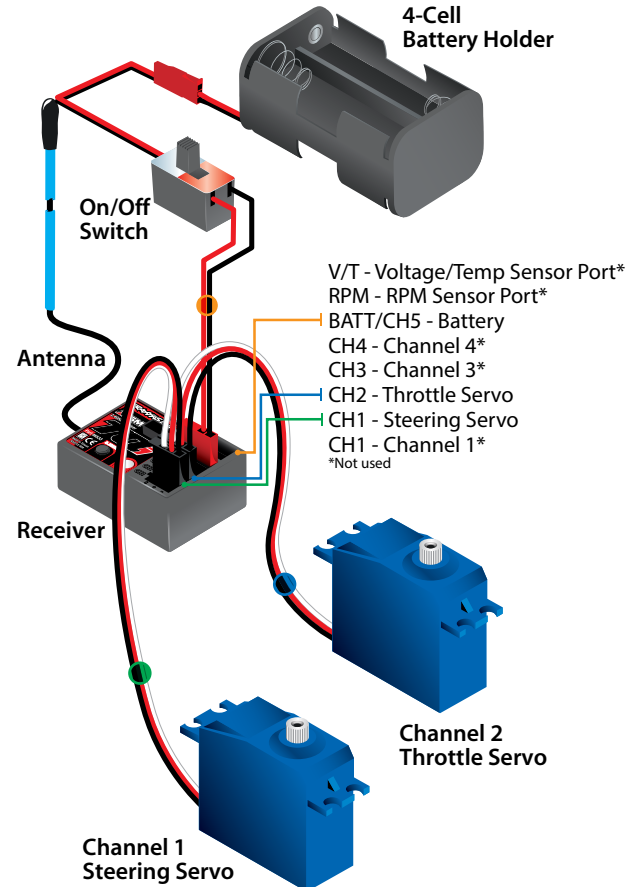 4-Cell
Battery Holder
On/Off
Switch
V/T - Voltage/Temp Sensor Port*
RPM - RPM Sensor Port*
BATT/CH5 - Battery
CH4 - Channel 4*
CH3 - Channel 3*
CH2 - Throttle Servo
CH1 - Steering Servo
CH1 - Channel 1*
*Not used
Antenna
Receiver
Channel 2
Throttle Servo
Channel 1
Steering Servo